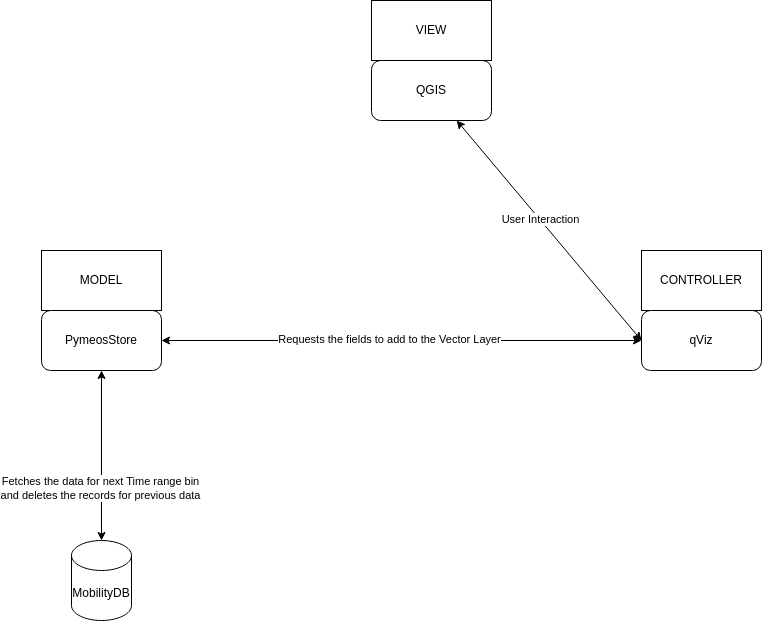 VIEW
QGIS
User Interaction
MODEL
CONTROLLER
PymeosStore
Requests the fields to add to the Vector Layer
qViz
Fetches the data for next Time range bin
and deletes the records for previous data
MobilityDB